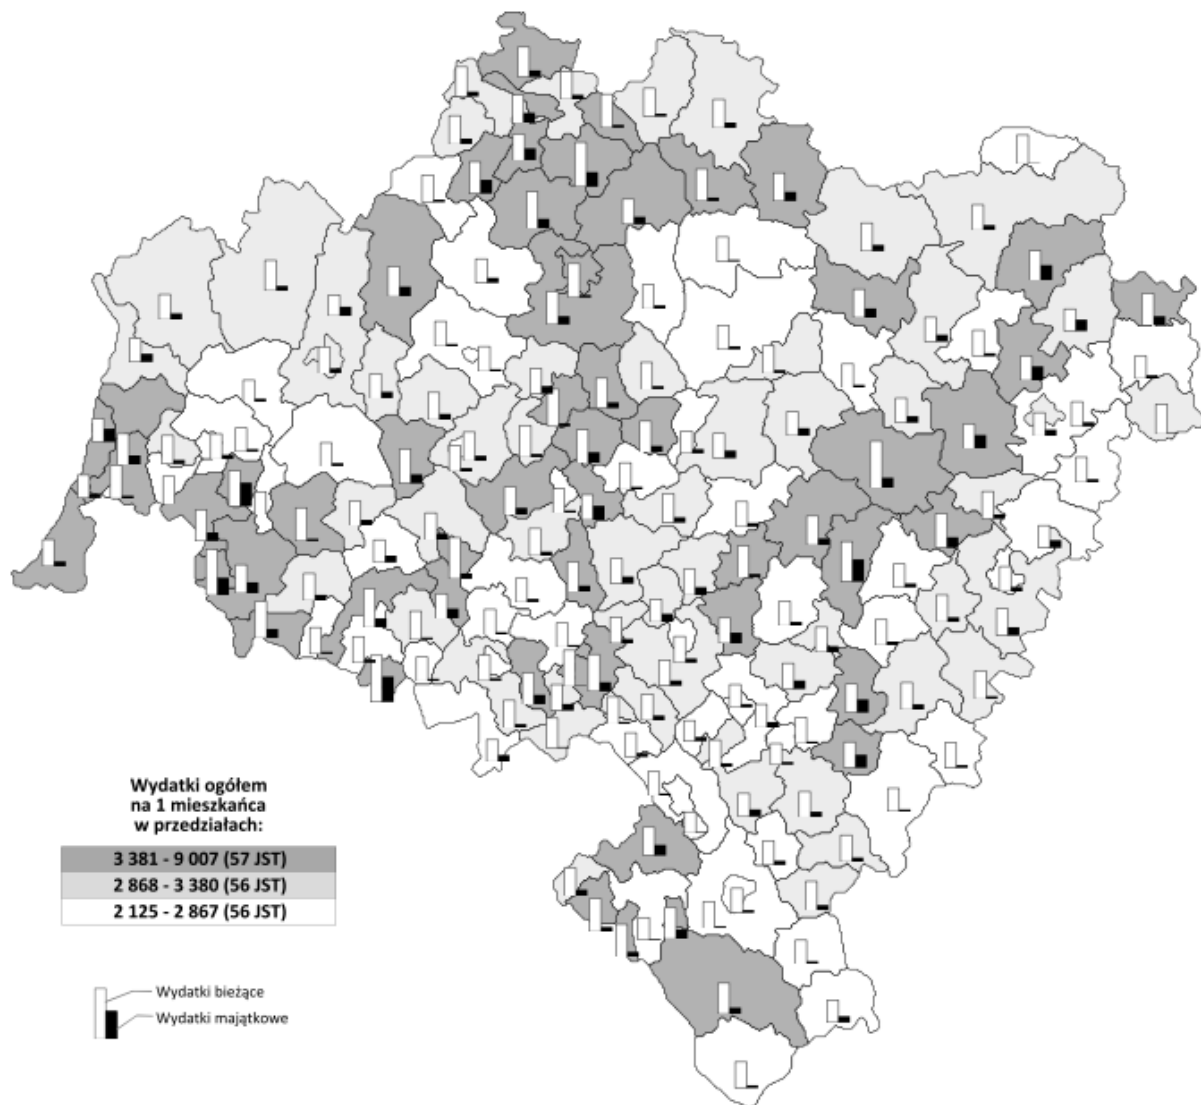 Wydatki ogółem
na 1 mieszkańca
w przedziałach:
3 381 - 9 007 (57 JST)
2 868 - 3 380 (56 JST)
2 125 - 2 867 (56 JST)
Wydatki bieżące
Wydatki majątkowe